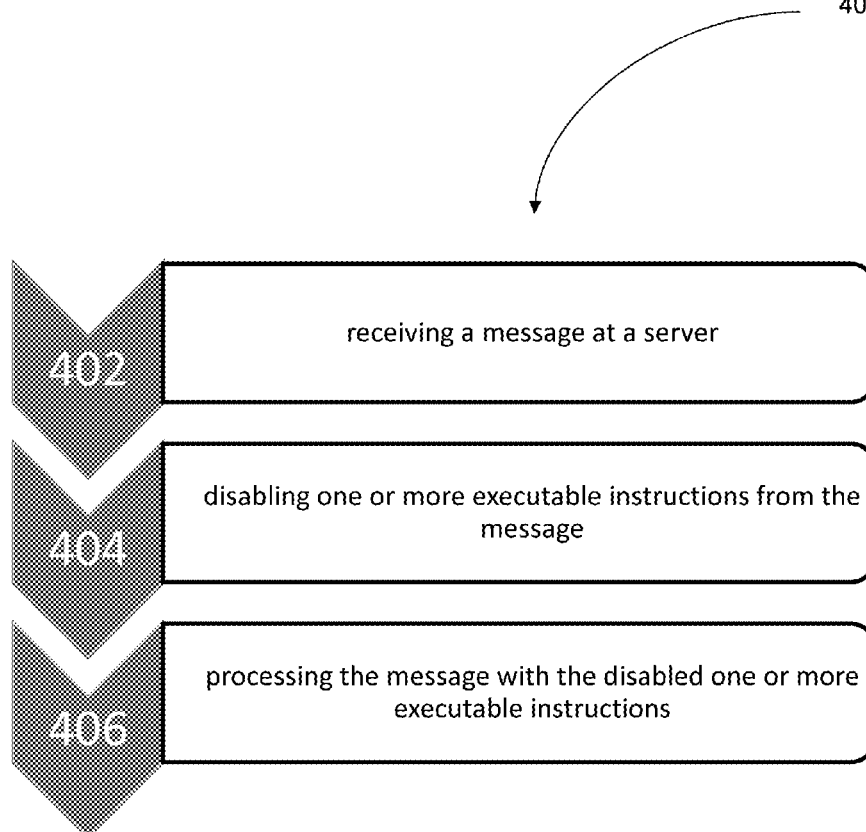 402
receiving a message at a server
404
disabling one or more executable instructions from the
message
406
processing the message with the disabled one or more
executable instructions